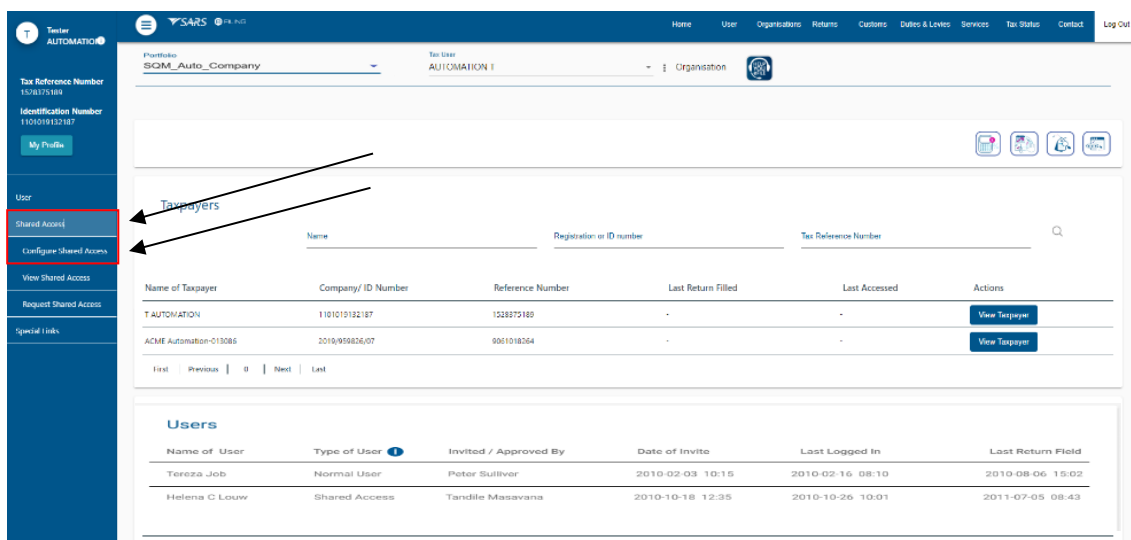 T
Tester
AUTOMATION
SARS eFILING
Home User Organisations Returns Customs Duties & Levies Services Tax Status Contact Log Out
Portfolio
SQM_Auto_Company
Tax User
AUTOMATION T
Organisation
Tax Reference Number
1528375189
Identification Number
1101019132187
My Profile
User
Shared Access
Configure Shared Access
View Shared Access
Request Shared Access
Special Links
Taxpayers
Name Registration or ID number Tax Reference Number
Name of Taxpayer Company/ ID Number Reference Number Last Return Filled Last Accessed Actions
T AUTOMATION 1101019132187 1528375189 - - View Taxpayer
ACME Automation-013086 2019/959826/07 9061018264 - - View Taxpayer
First Previous 0 Next Last
Users
Name of User Type of User Invited / Approved By Date of Invite Last Logged In Last Return Field
Tereza Job Normal User Peter Sulliver 2010-02-03 10:15 2010-02-16 08:10 2010-08-06 15:02
Helena C Louw Shared Access Tandile Masavana 2010-10-18 12:35 2010-10-26 10:01 2011-07-05 08:43